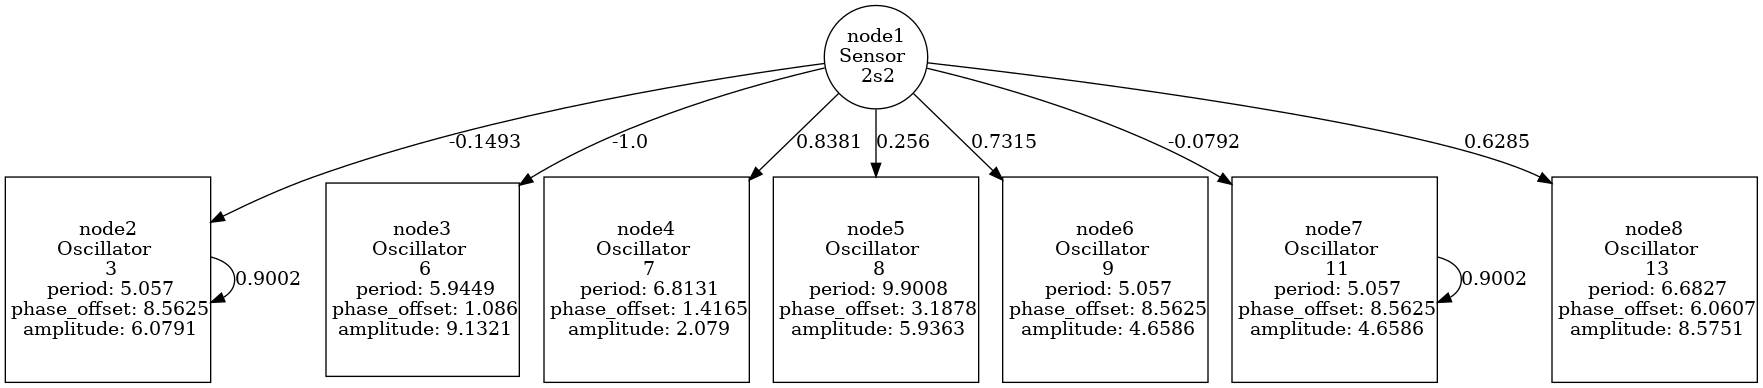 node1
Sensor
2s2
-0.1493
-1.0
0.8381
0.256
0.7315
-0.0792
0.6285
node2
Oscillator
3
period: 5.057
phase_offset: 8.5625
amplitude: 6.0791
0.9002
node3
Oscillator
6
period: 5.9449
phase_offset: 1.086
amplitude: 9.1321
node4
Oscillator
7
period: 6.8131
phase_offset: 1.4165
amplitude: 2.079
node5
Oscillator
8
period: 9.9008
phase_offset: 3.1878
amplitude: 5.9363
node6
Oscillator
9
period: 5.057
phase_offset: 8.5625
amplitude: 4.6586
node7
Oscillator
11
period: 5.057
phase_offset: 8.5625
amplitude: 4.6586
0.9002
node8
Oscillator
13
period: 6.6827
phase_offset: 6.0607
amplitude: 8.5751